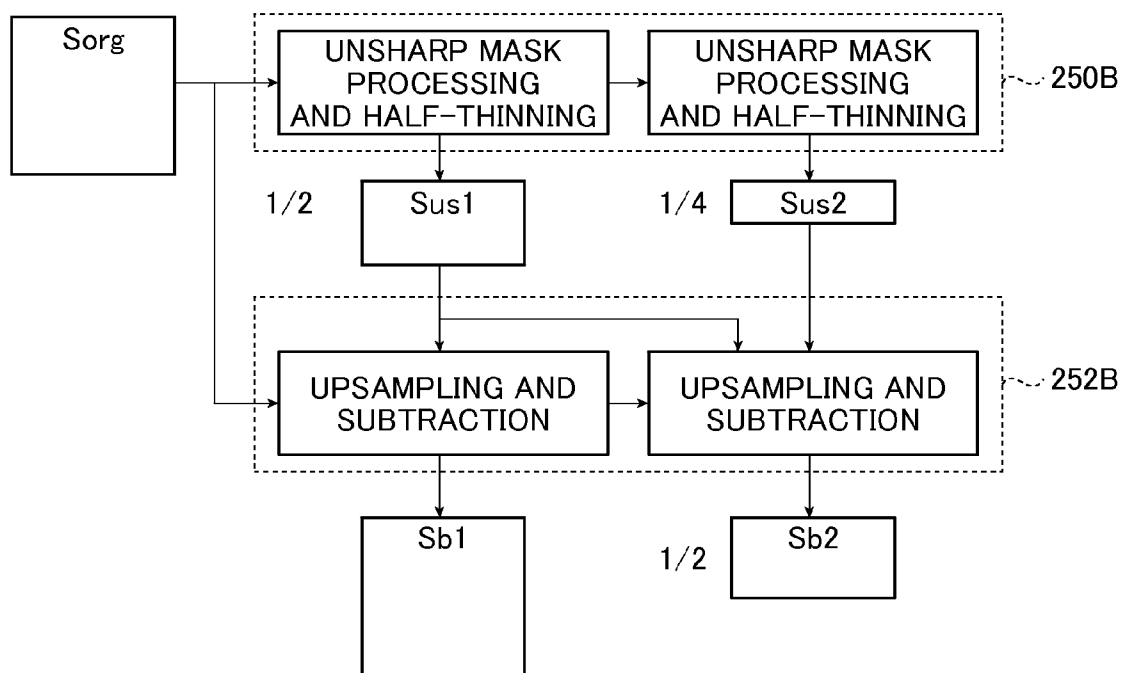 Sorg
UNSHARP MASK
PROCESSING
AND HALF-THINNING
UNSHARP MASK
PROCESSING
AND HALF-THINNING
250B
1/2
Sus1
1/4
Sus2
UPSAMPLING AND
SUBTRACTION
UPSAMPLING AND
SUBTRACTION
252B
Sb1
1/2
Sb2